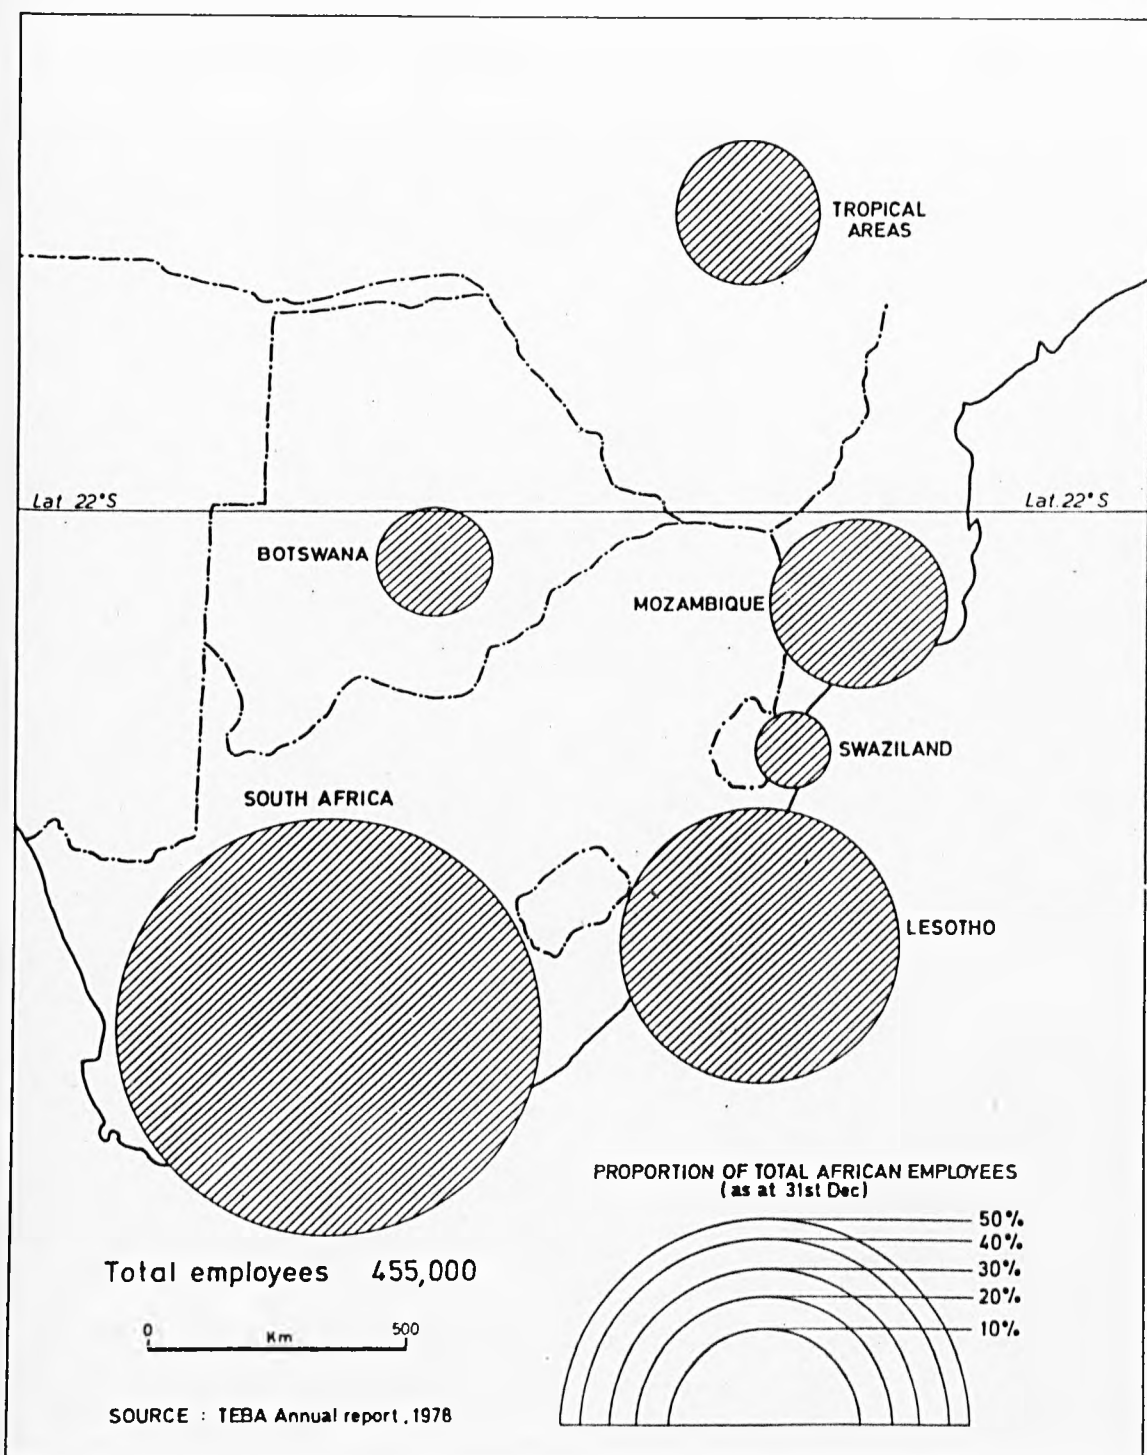 TROPICAL
AREAS
Lat 22°S
Lat. 22°S
BOTSWANA
MOZAMBIQUE
SWAZILAND
SOUTH AFRICA
LESOTHO
PROPORTION OF TOTAL AFRICAN EMPLOYEES
(as at 31st Dec)
50%
40%
30%
20%
10%
Total employees 455,000
0 Km 500
SOURCE : TEBA Annual report, 1978